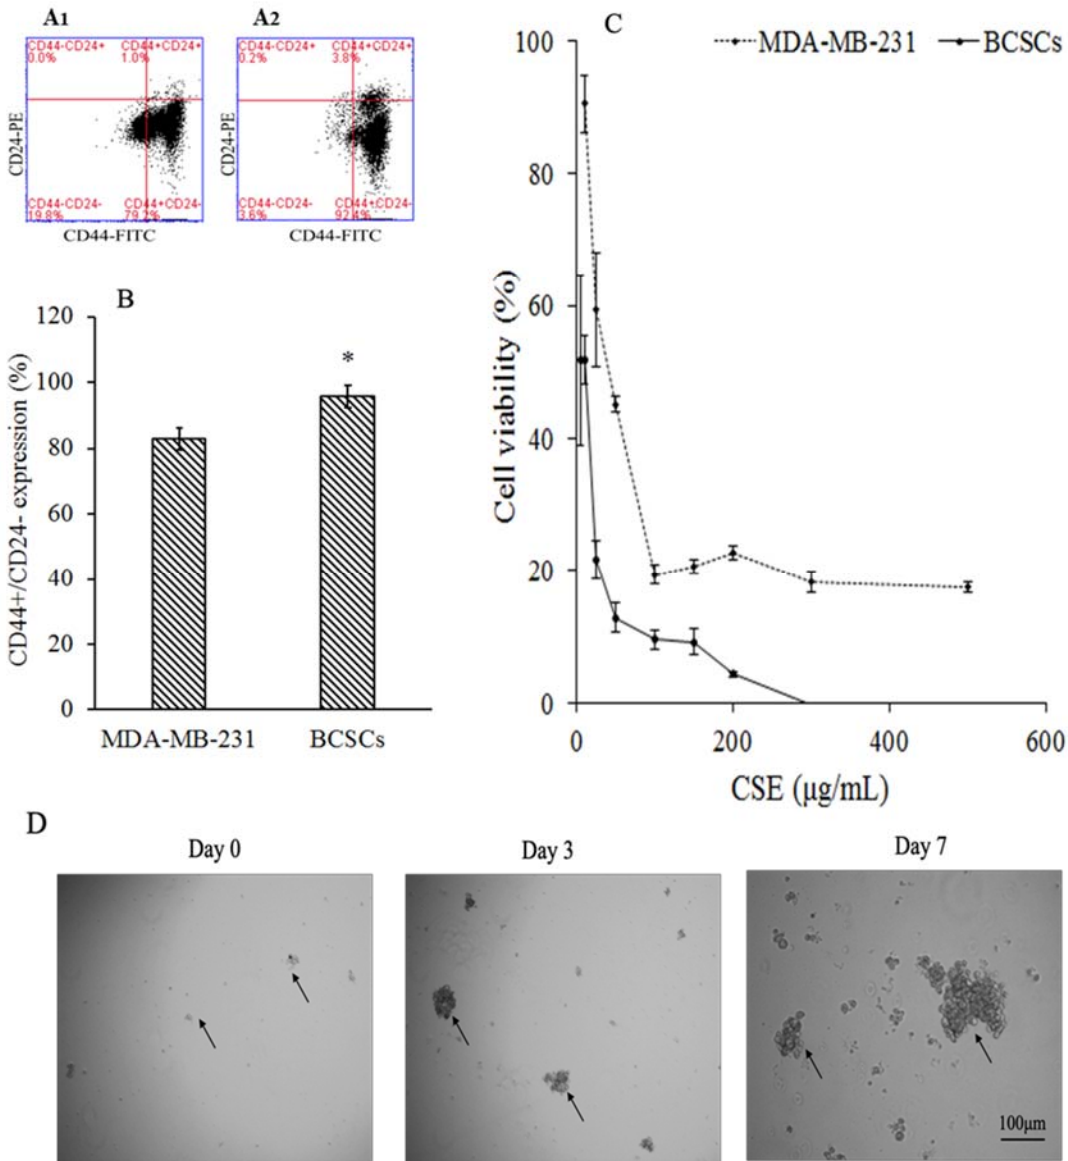 A1
CD44-CD24+ CD44+CD24+
0.0% 1.0%
CD24-PE
CD44-CD24- CD44+CD24-
19.8% 79.2%
CD44-FITC
A2
CD44-CD24+ CD44+CD24+
0.2% 3.8%
CD24-PE
CD44-CD24- CD44+CD24-
3.6% 92.4%
CD44-FITC
B
CD44+/CD24- expression (%)
120
100
80
60
40
20
0
*
MDA-MB-231 BCSCs
C
MDA-MB-231 BCSCs
Cell viability (%)
100
80
60
40
20
0
0 200 400 600
CSE (μg/mL)
D
Day 0 Day 3 Day 7
100μm